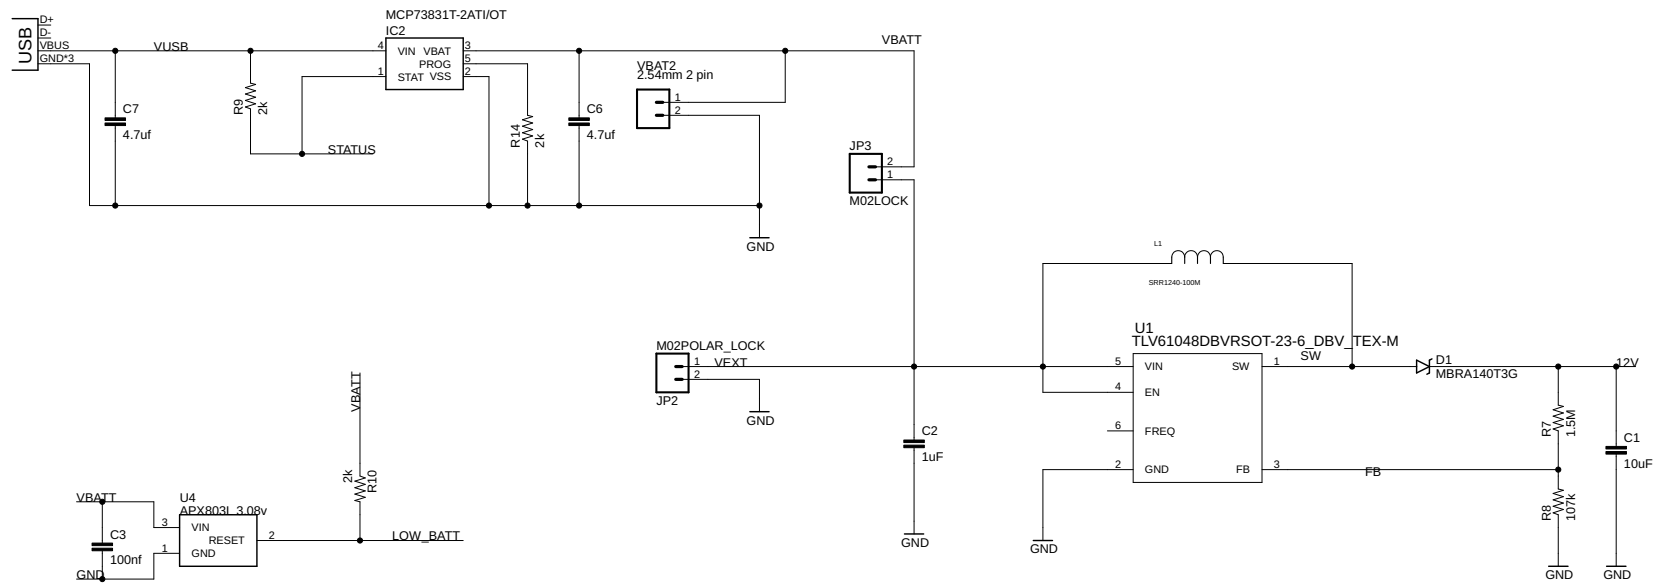 USB
D+
D-
VBUS
GND*3
VUSB
C7
4.7uf
R9
2k
STATUS
MCP73831T-2ATI/OT
IC2
4
1
VIN VBAT
PROG
STAT VSS
3
5
2
R14
2k
C6
4.7uf
VBAT2
2.54mm 2 pin
1
2
GND
VBATT
JP3
2
1
M02LOCK
L1
SRR1240-100M
M02POLAR_LOCK
1
2
VEXT
JP2
GND
C2
1uF
GND
U1
TLV61048DBVRSOT-23-6_DBV_TEX-M
5
4
6
2
VIN
EN
FREQ
GND
SW
FB
1
3
SW
FB
GND
D1
MBRA140T3G
12V
R7
1.5M
R8
107k
C1
10uF
GND
GND
VBATT
C3
100nf
GND
U4
APX803L 3.08v
3
1
VIN
RESET
GND
2
VBATT
2k
R10
LOW_BATT